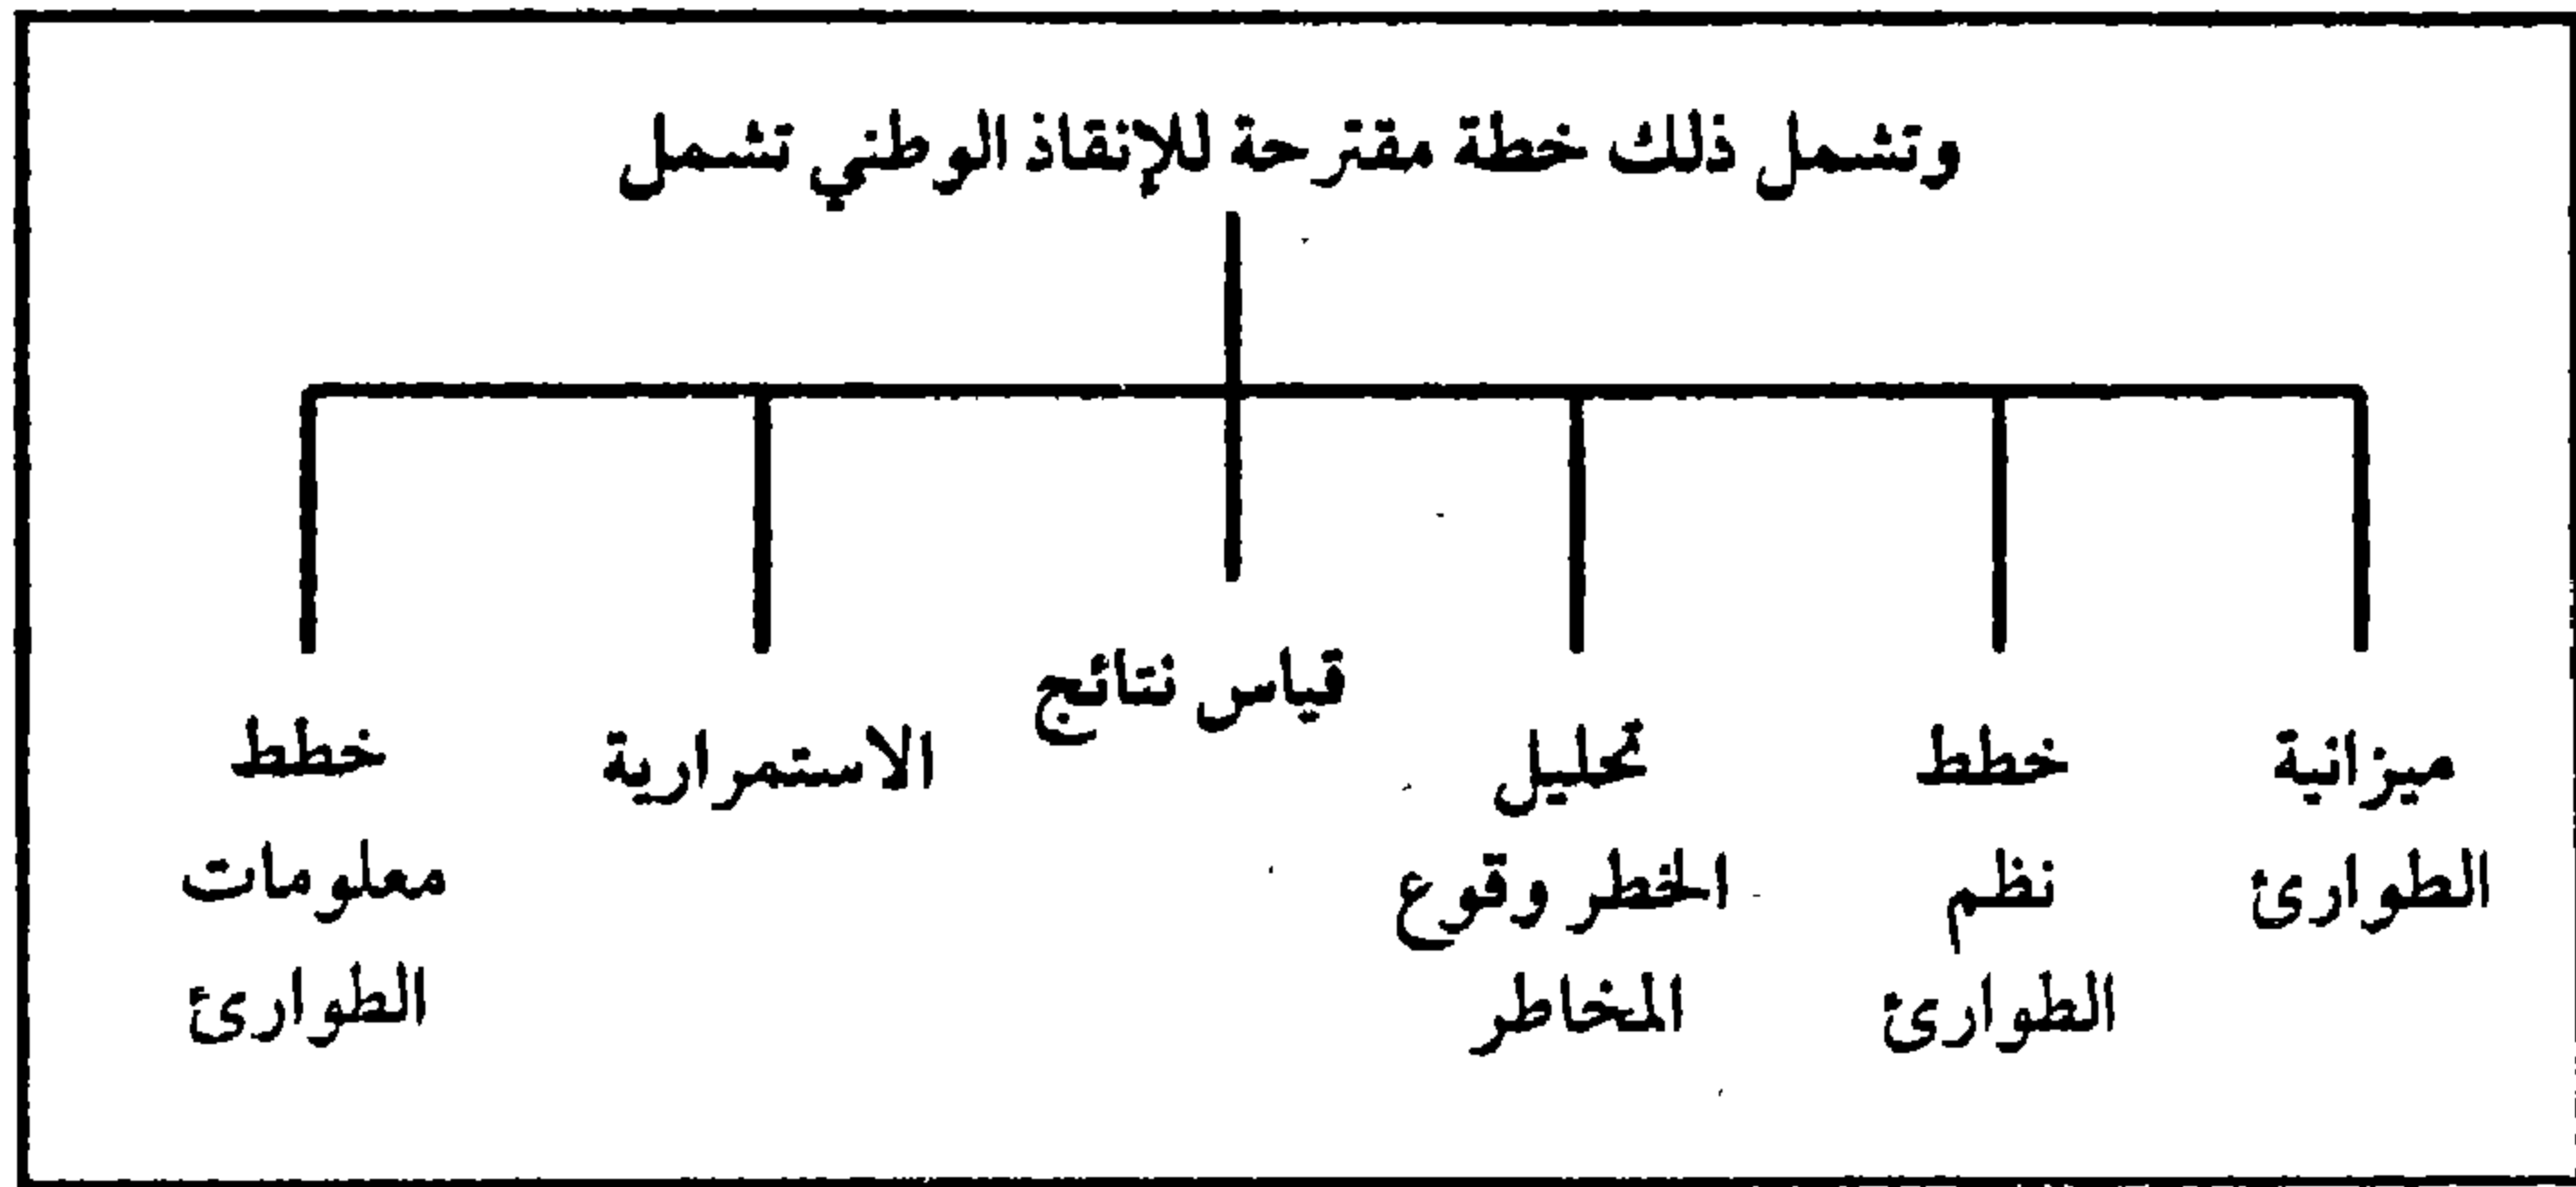 وتشمل ذلك خطة مقترحة للإنقاذ الوطني تشمل
ميزانية
الطوارئ
خطط
نظم
الطوارئ
تحليل
الخطر وقوع
المخاطر
قياس نتائج
الاستمرارية
خطط
معلومات
الطوارئ